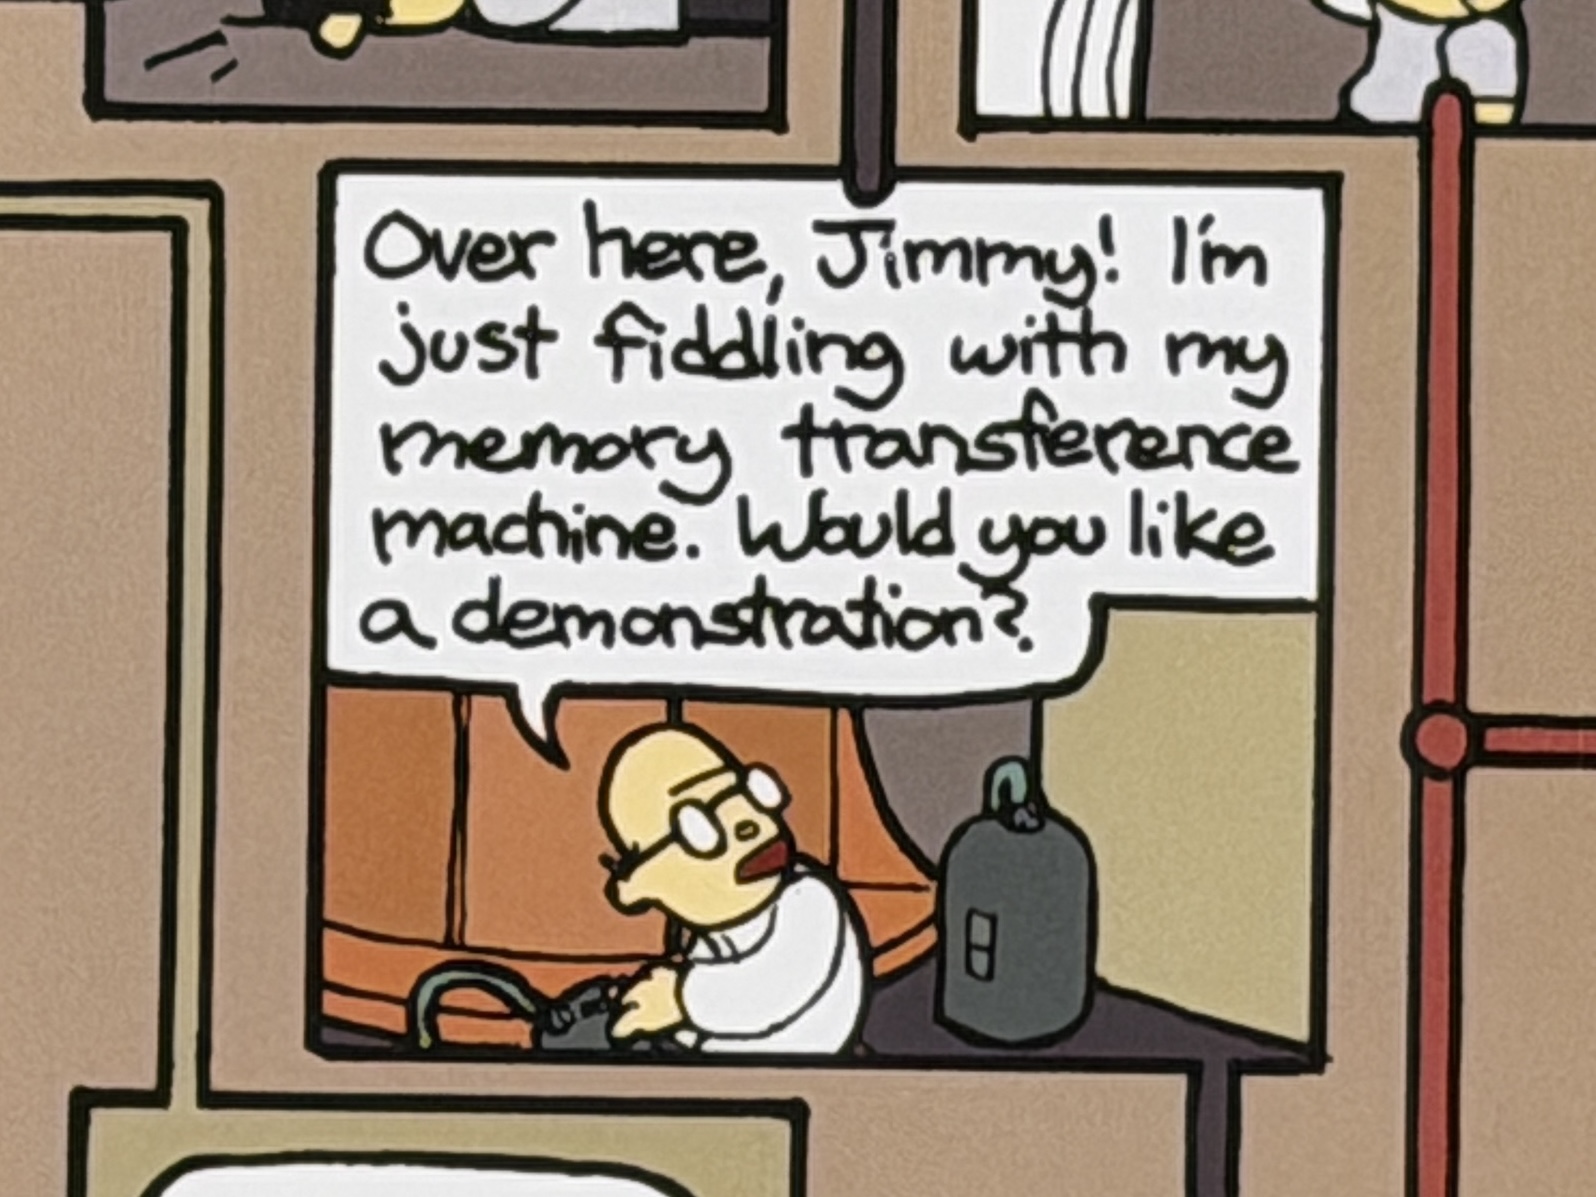 Over here, Jimmy! I'm
just fiddling with my
memory transference
machine. Would you like
a demonstration?